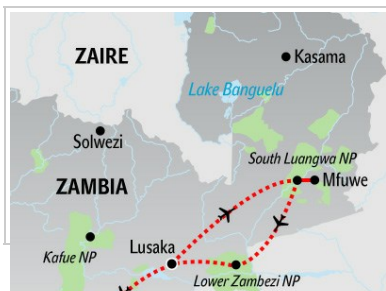 ZAIRE
Kasama
Lake Banguelu
Solwezi
South Luangwa NP
ZAMBIA
Mfuwe
Lusaka
Kafue NP
Lower Zambezi NP